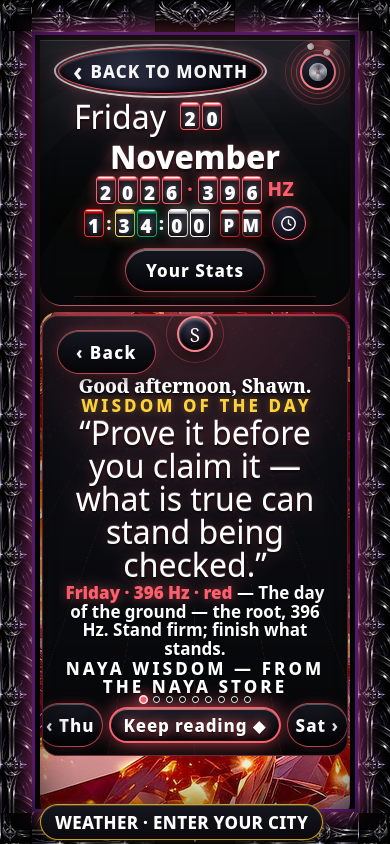 ‹ BACK TO MONTH
Friday 20
November
2026 · 396 HZ
1:34:00 PM
Your Stats
S
‹ Back
Good afternoon, Shawn.
WISDOM OF THE DAY
“Prove it before
you claim it —
what is true can
stand being
checked.”
Friday · 396 Hz · red — The day
of the ground — the root, 396
Hz. Stand firm; finish what
stands.
NAYA WISDOM — FROM
THE NAYA STORE
‹ Thu
Keep reading ◆
Sat ›
WEATHER · ENTER YOUR CITY